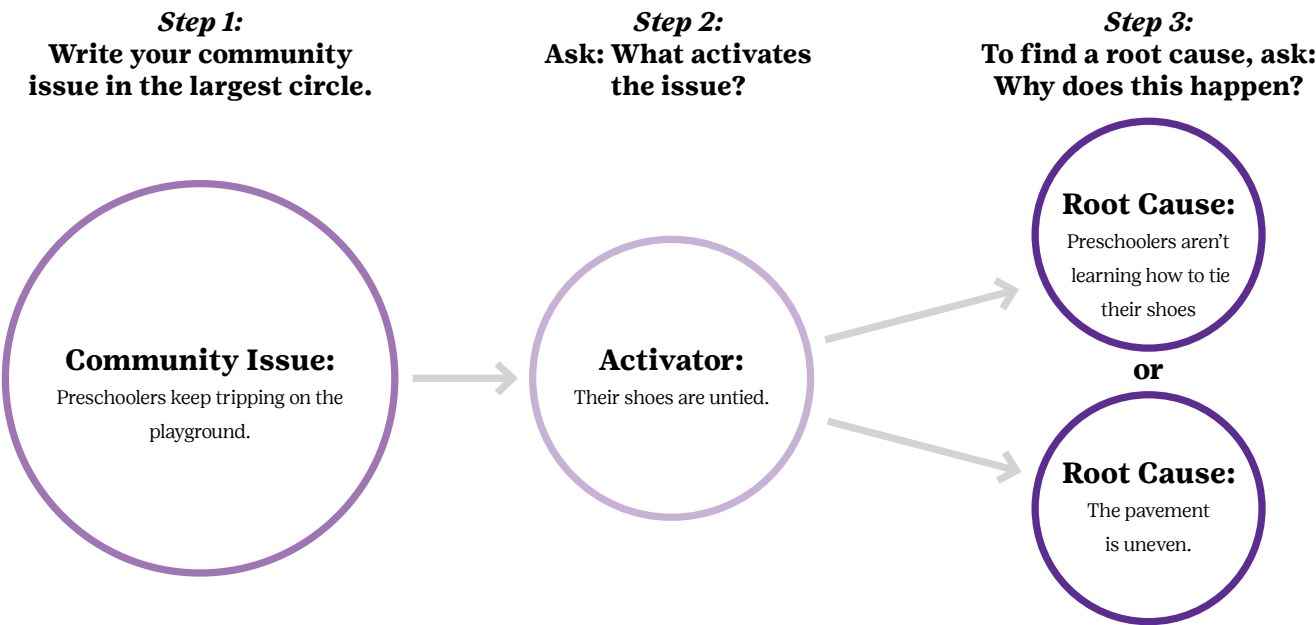 Step 1:
Write your community
issue in the largest circle.
Step 2:
Ask: What activates
the issue?
Step 3:
To find a root cause, ask:
Why does this happen?
Community Issue:
Preschoolers keep tripping on the
playground.
Activator:
Their shoes are untied.
Root Cause:
Preschoolers aren’t
learning how to tie
their shoes
or
Root Cause:
The pavement
is uneven.